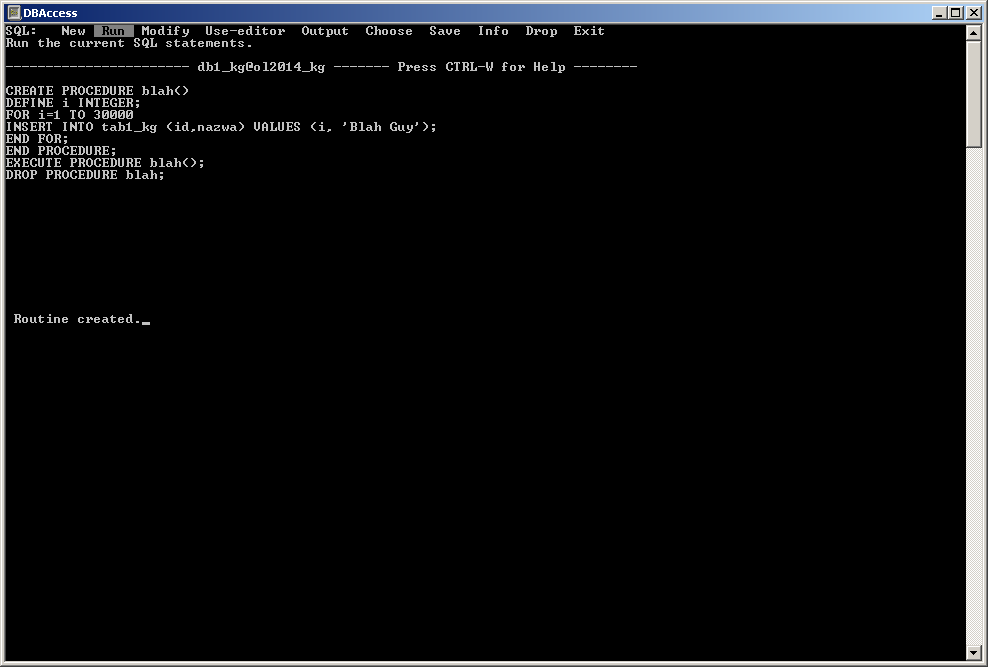 DBAccess
SQL: New Run Modify Use-editor Output Choose Save Info Drop Exit
Run the current SQL statements.
----------------------- db1_kg@ol2014_kg ------- Press CTRL-W for Help --------
CREATE PROCEDURE blah()
DEFINE i INTEGER;
FOR i=1 TO 30000
INSERT INTO tab1_kg (id,nazwa) VALUES (i, 'Blah Guy');
END FOR;
END PROCEDURE;
EXECUTE PROCEDURE blah();
DROP PROCEDURE blah;
Routine created.